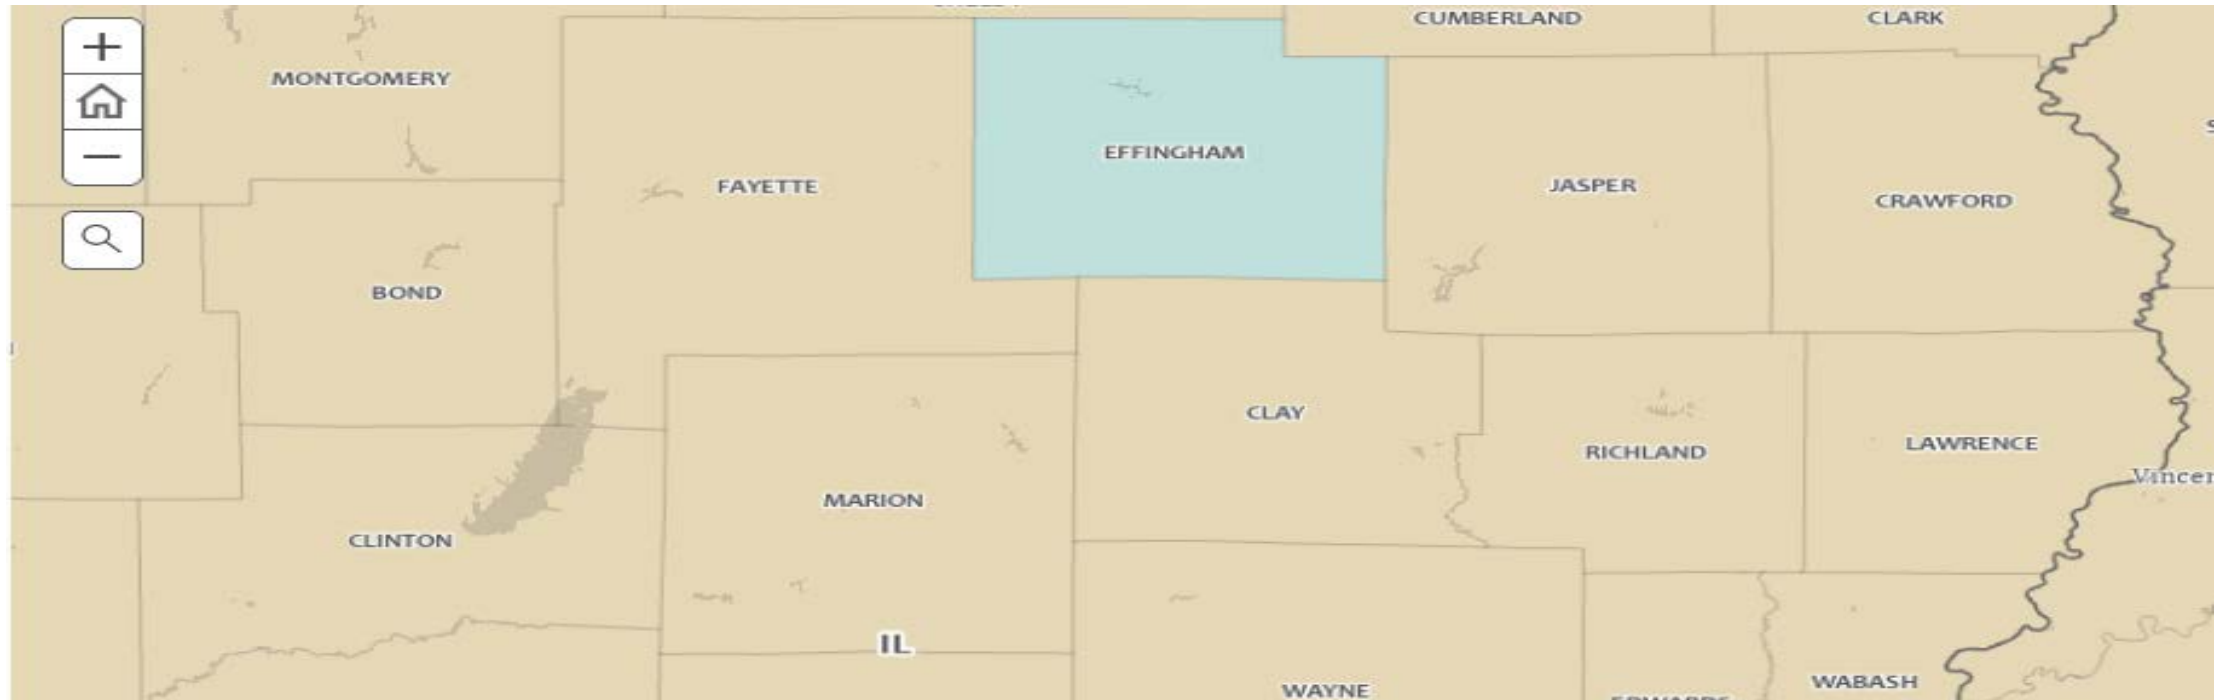 CUMBERLAND
CLARK
MONTGOMERY
EFFINGHAM
FAYETTE
JASPER
CRAWFORD
BOND
CLAY
LAWRENCE
RICHLAND
MARION
CLINTON
IL
WABASH
WAYNE